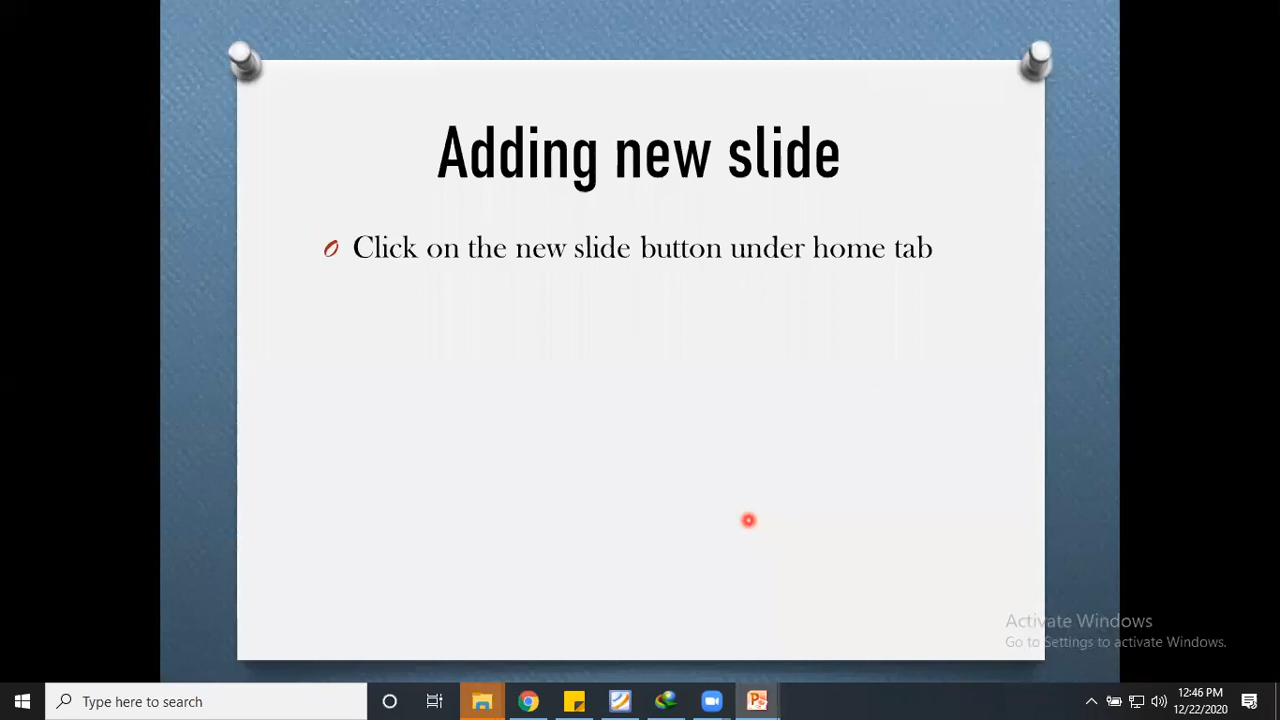 Adding new slide
Click on the new slide button under home tab
Activate Windows
Go to Settings to activate Windows.
Type here to search
12:46 PM
12/22/2020